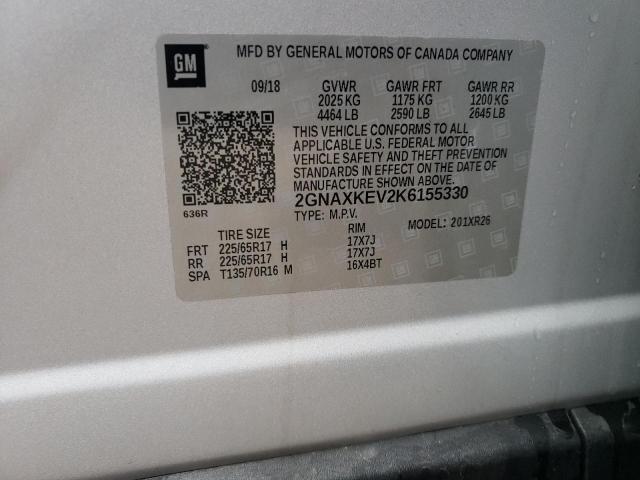 GM
MFD BY GENERAL MOTORS OF CANADA COMPANY
09/18 GVWR GAWR FRT GAWR RR
2025 KG 1175 KG 1200 KG
4464 LB 2590 LB 2645 LB
THIS VEHICLE CONFORMS TO ALL
APPLICABLE U.S. FEDERAL MOTOR
VEHICLE SAFETY AND THEFT PREVENTION
STANDARDS IN EFFECT ON THE DATE OF
MANUFACTURE SHOWN ABOVE.
2GNAXKEV2K6155330
636R
TYPE: M.P.V. MODEL: 201XR26
TIRE SIZE RIM
FRT 225/65R17 H 17X7J
RR 225/65R17 H 17X7J
SPA T135/70R16 M 16X4BT